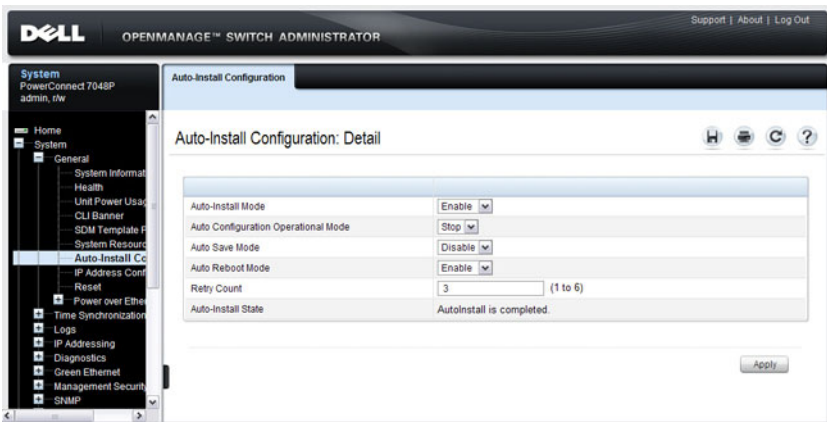 Support | About | Log Out
DELL OPENMANAGE™ SWITCH ADMINISTRATOR
System
PowerConnect 7048P
admin, r/w
Home
System
General
System Informat
Health
Unit Power Usag
CLI Banner
SDM Template P
System Resourc
Auto-Install Co
IP Address Conf
Reset
Power over Ether
Time Synchronization
Logs
IP Addressing
Diagnostics
Green Ethernet
Management Security
SNMP
Auto-Install Configuration
Auto-Install Configuration: Detail
Auto-Install Mode Enable
Auto Configuration Operational Mode Stop
Auto Save Mode Disable
Auto Reboot Mode Enable
Retry Count 3 (1 to 6)
Auto-Install State AutoInstall is completed.
Apply